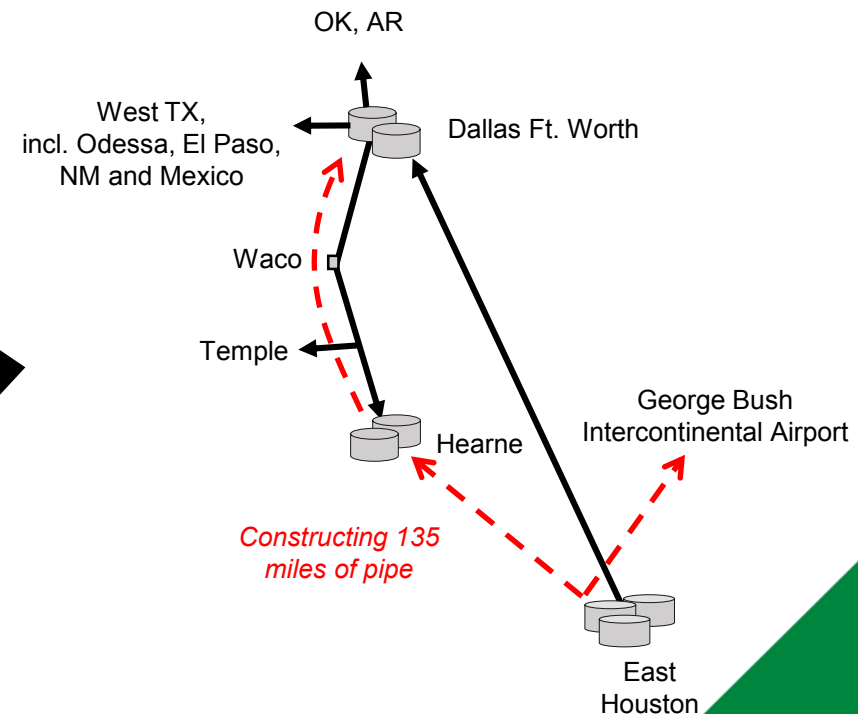 OK, AR
West TX,
incl. Odessa, El Paso,
NM and Mexico
Dallas Ft. Worth
Waco
Temple
George Bush
Intercontinental Airport
Hearne
Constructing 135
miles of pipe
East
Houston